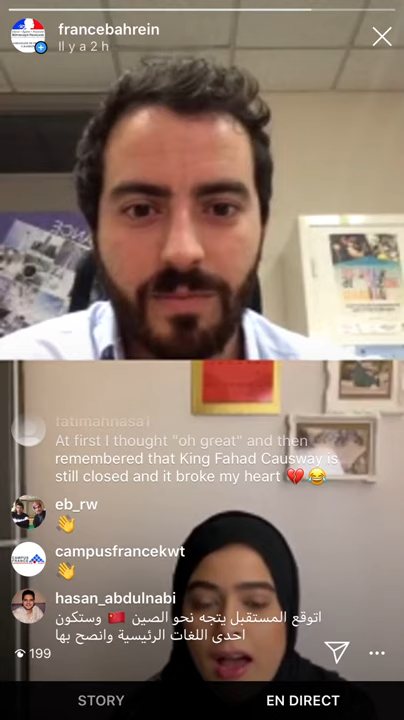 francebahrein
Il y a 2 h
fatimahnasa1
At first I thought "oh great" and then
remembered that King Fahad Causway is
still closed and it broke my heart 💔 😂
eb_rw
👋
campusfrancekwt
👋
hasan_abdulnabi
اتوقع المستقبل يتجه نحو الصين 🇨🇳 وستكون
احدى اللغات الرئيسية وانصح بها
199
STORY
EN DIRECT